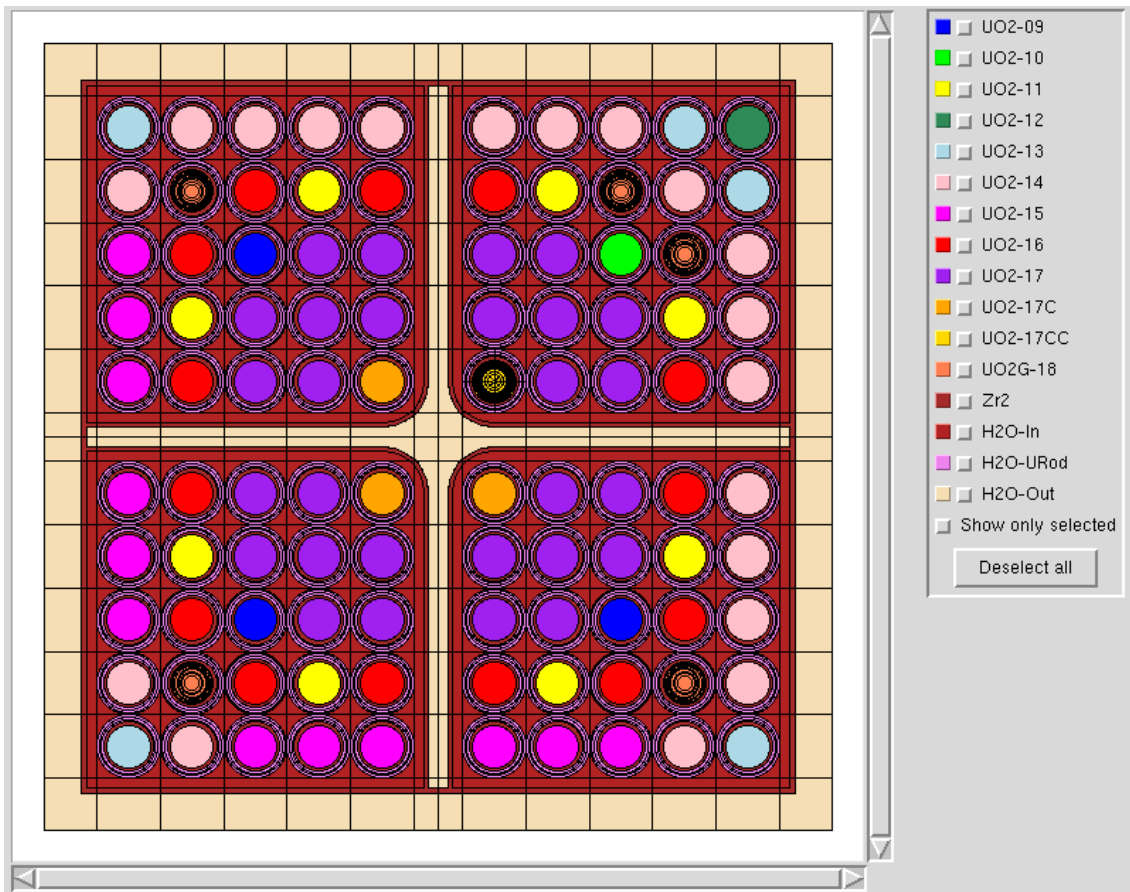 UO2-09
UO2-10
UO2-11
UO2-12
UO2-13
UO2-14
UO2-15
UO2-16
UO2-17
UO2-17C
UO2-17CC
UO2G-18
Zr2
H2O-In
H2O-URod
H2O-Out
Show only selected
Deselect all